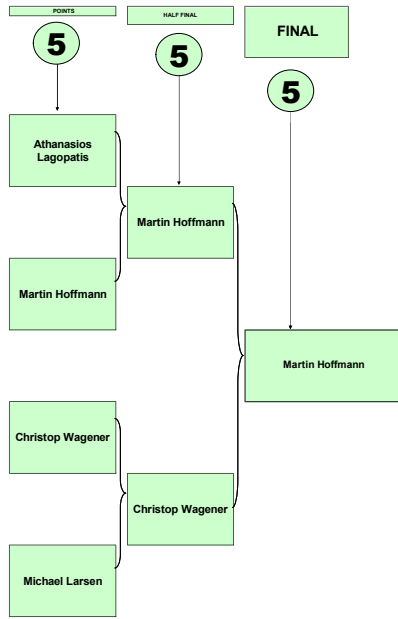 POINTS
HALF FINAL
FINAL
5
5
5
Athanasios
Lagopatis
Martin Hoffmann
Martin Hoffmann
Martin Hoffmann
Christop Wagener
Christop Wagener
Michael Larsen